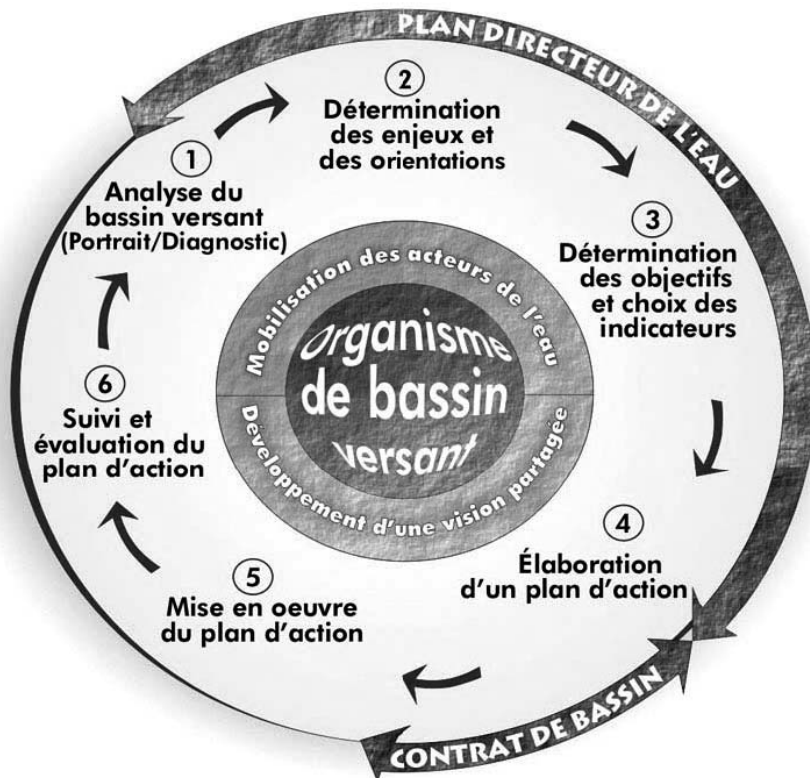 PLAN DIRECTEUR DE L'EAU
1
Analyse du
bassin versant
(Portrait/Diagnostic)
2
Détermination
des enjeux et
des orientations
3
Détermination
des objectifs
et choix des
indicateurs
4
Élaboration
d'un plan d'action
5
Mise en oeuvre
du plan d'action
6
Suivi et
évaluation du
plan d'action
Mobilisation des acteurs de l'eau
Organisme
de bassin
versant
Développement d'une vision partagée
CONTRAT DE BASSIN